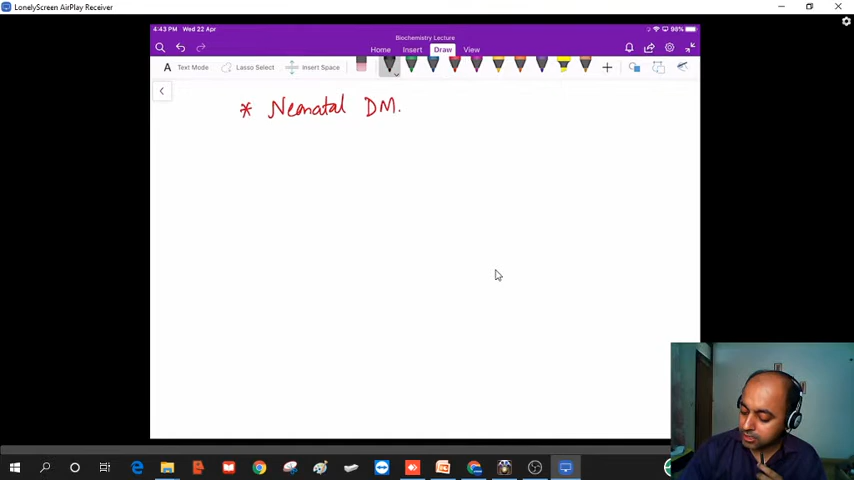 LonelyScreen AirPlay Receiver
4:43 PM Wed 22 Apr
98%
Biochemistry Lecture
Home Insert Draw View
A Text Mode Lasso Select Insert Space
* Neonatal DM.